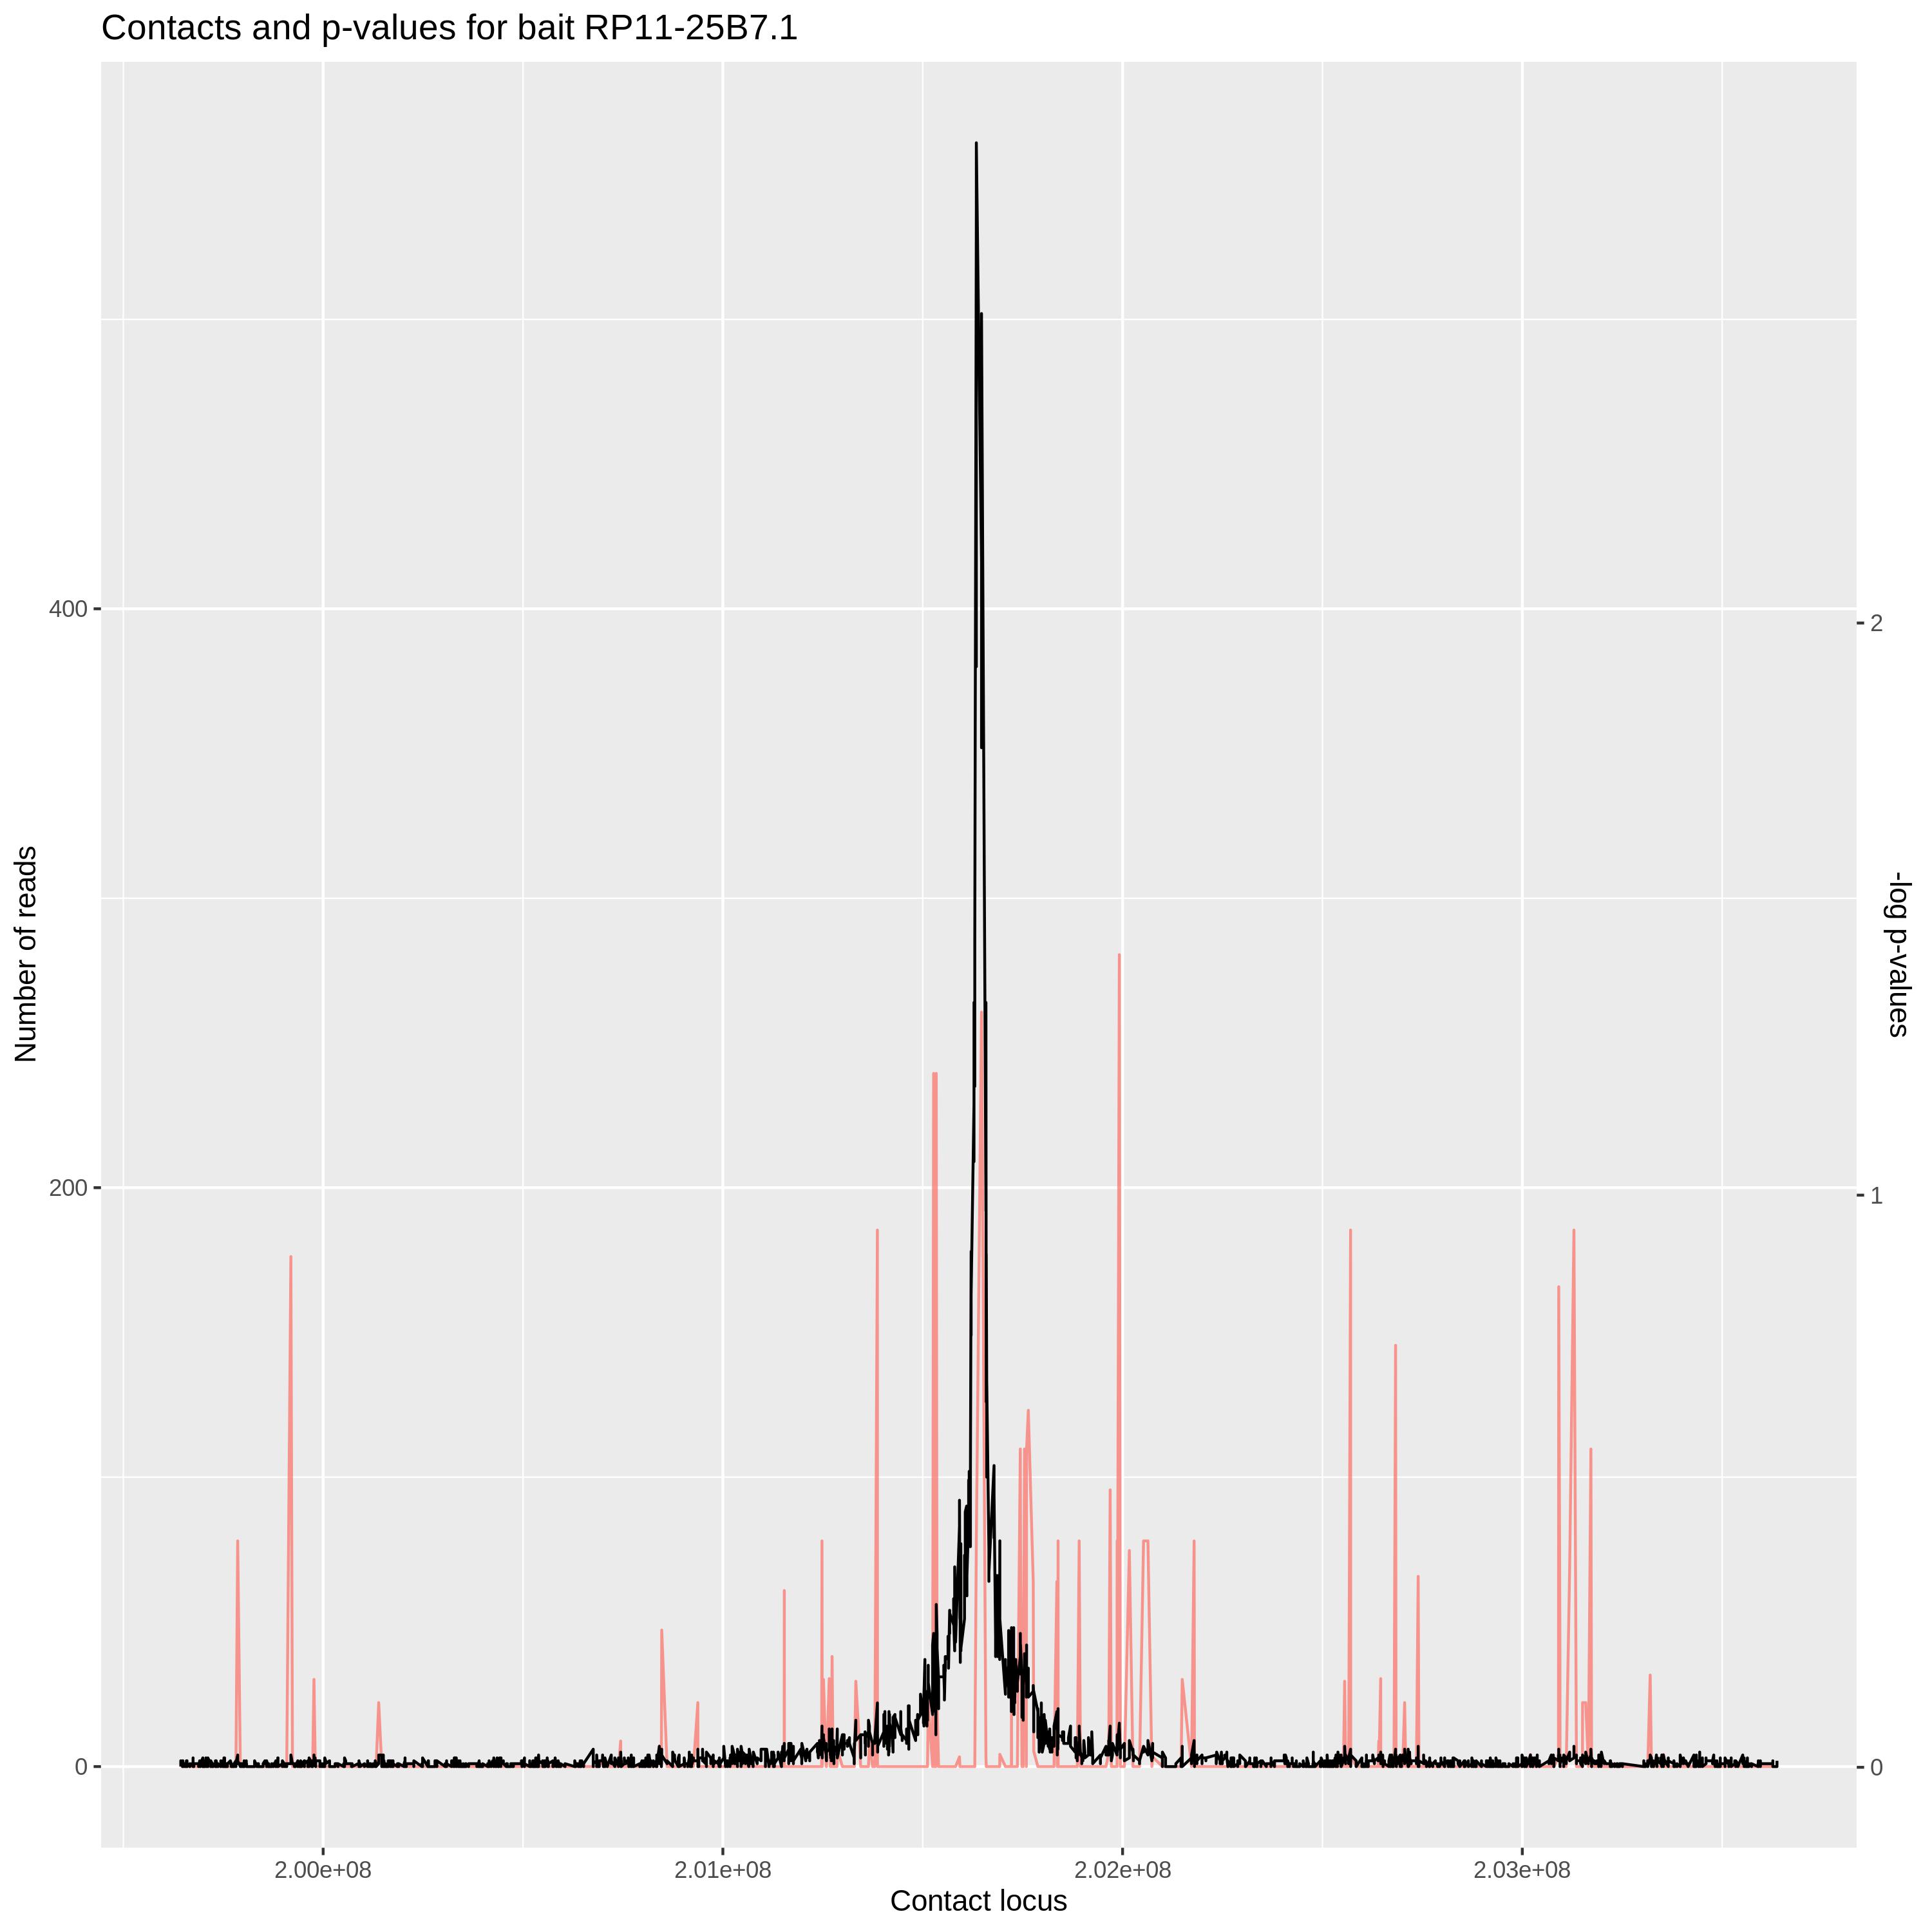 Contacts and p-values for bait RP11-25B7.1
Number of reads
400
200
0
2
1
0
-log p-values
2.00e+08
2.01e+08
2.02e+08
2.03e+08
Contact locus